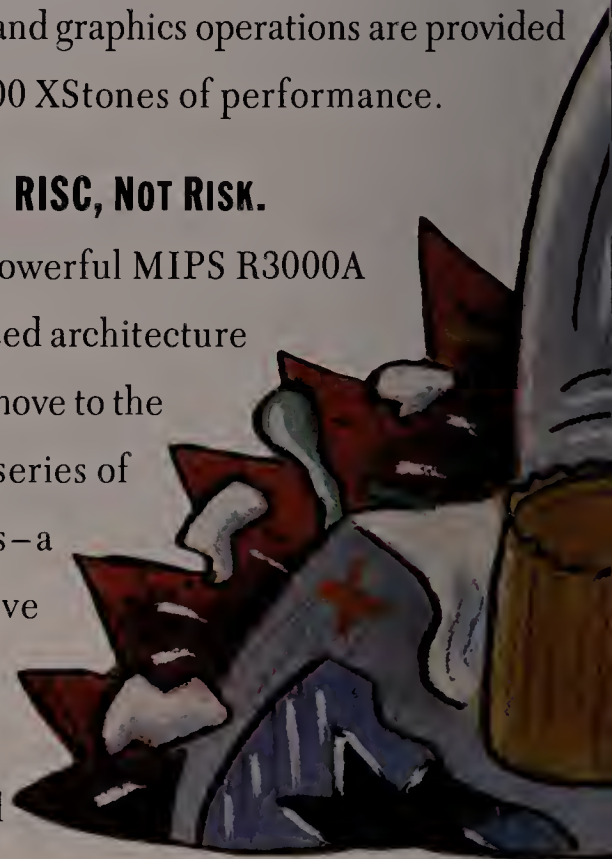 and graphics operations are provided
00 XStones of performance.
RISC, NOT RISK.
owerful MIPS R3000A
ed architecture
nove to the
series of
s–a
ve
l